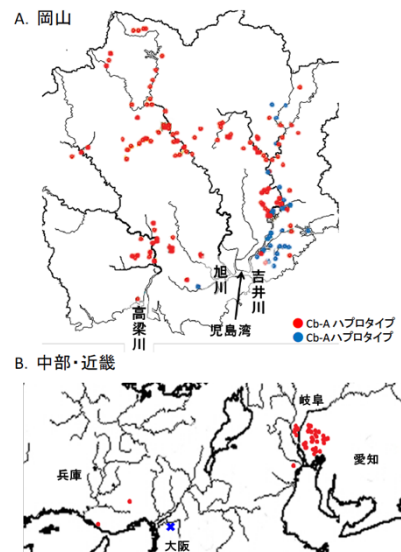 A. 岡山
高梁川
旭川
児島湾
吉井川
Cb-A ハプロタイプ
Cb-Aハプロタイプ
B. 中部・近畿
岐阜
愛知
兵庫
大阪